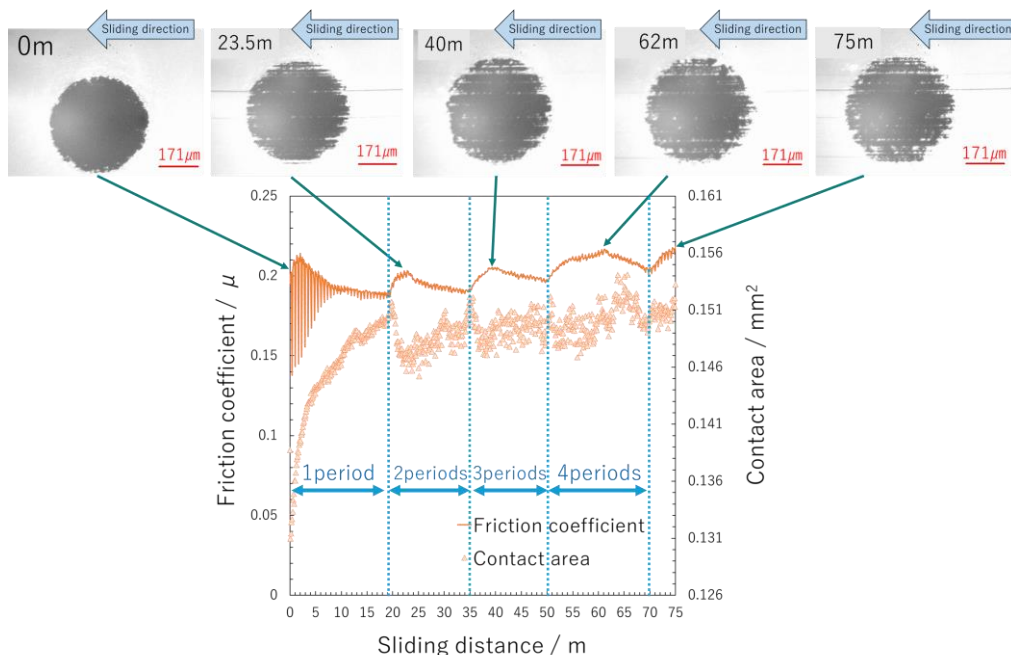 Sliding direction
Sliding direction
Sliding direction
Sliding direction
Sliding direction
0m
23.5m
40m
62m
75m
171μm
171μm
171μm
171μm
171μm
0.25
0.2
0.15
0.1
0.05
0
Friction coefficient / μ
0.161
0.156
0.151
0.146
0.141
0.136
0.131
0.126
Contact area / mm²
1period
2periods
3periods
4periods
Friction coefficient
Contact area
0 5 10 15 20 25 30 35 40 45 50 55 60 65 70 75
Sliding distance / m